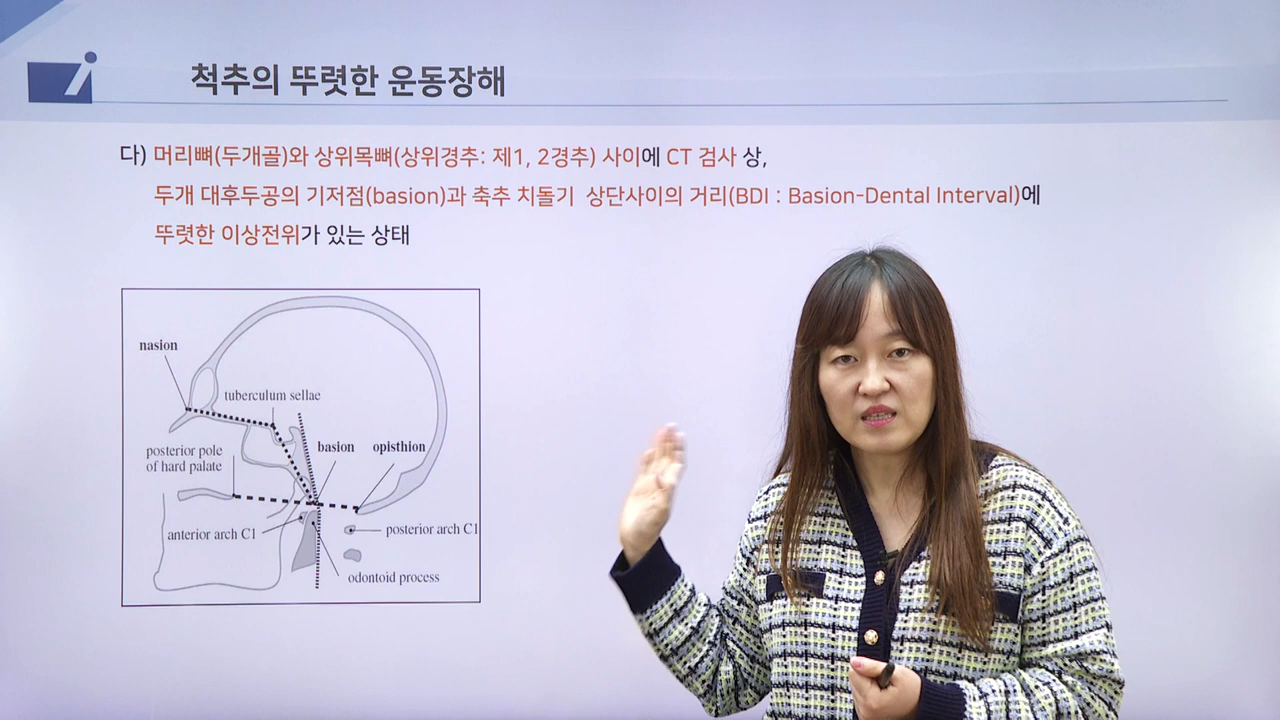 척추의 뚜렷한 운동장해
다) 머리뼈(두개골)와 상위목뼈(상위경추: 제1, 2경추) 사이에 CT 검사 상,
두개 대후두공의 기저점(basion)과 축추 치돌기 상단사이의 거리(BDI : Basion-Dental Interval)에
뚜렷한 이상전위가 있는 상태
nasion
tuberculum sellae
basion
opisthion
posterior pole
of hard palate
anterior arch C1
posterior arch C1
odontoid process